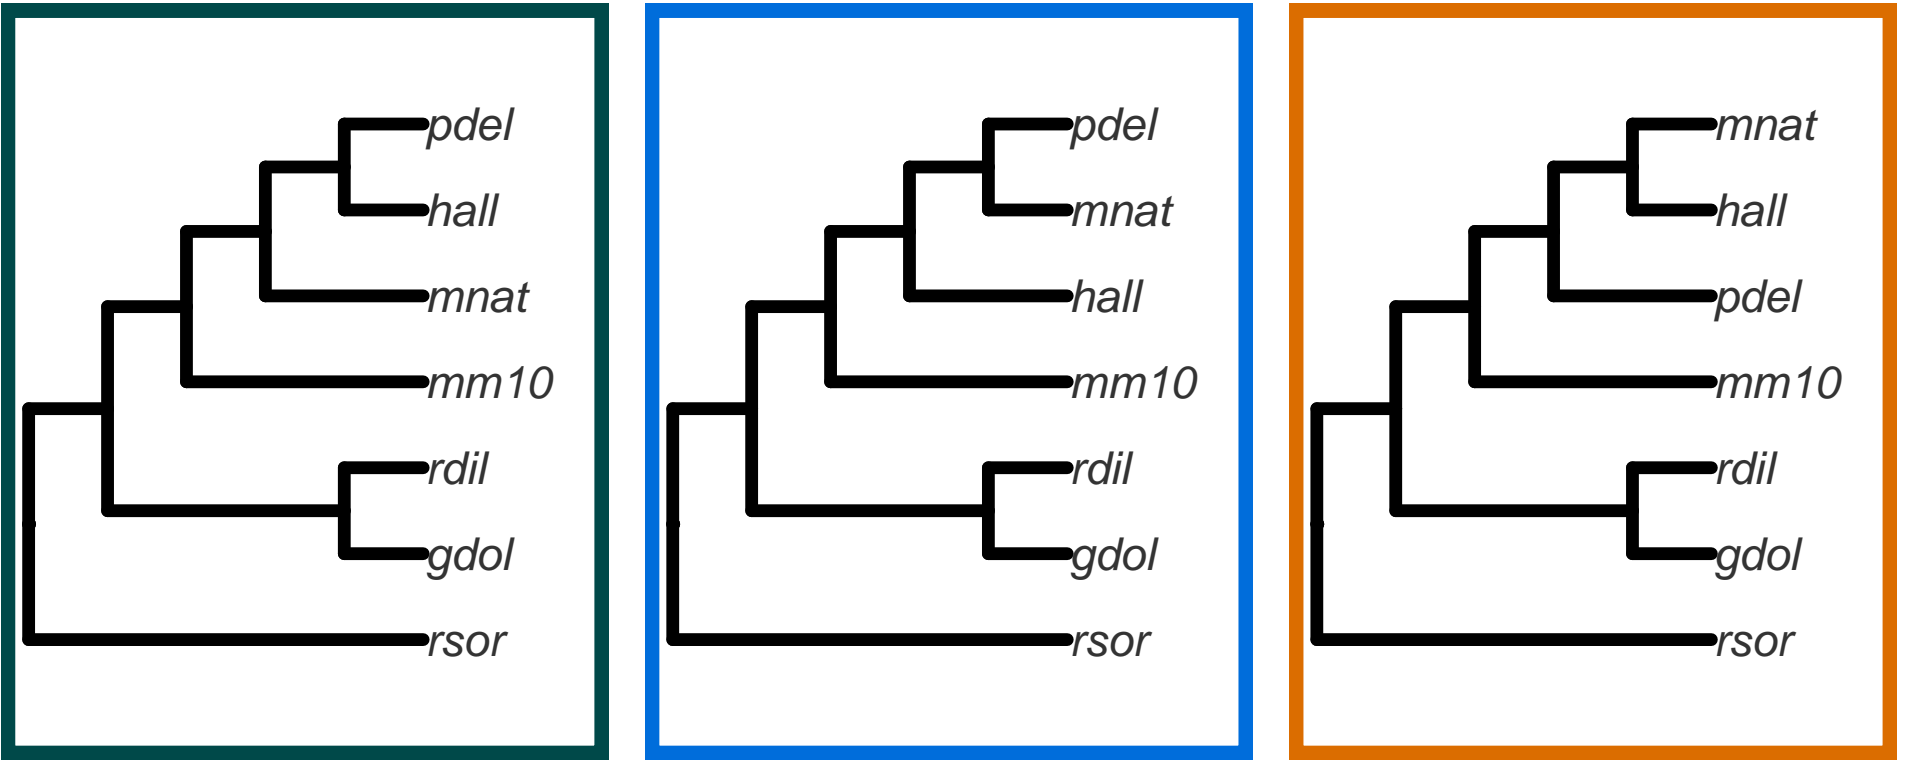 pdel
hall
mnat
mm10
rdil
gdol
rsor
pdel
mnat
hall
mm10
rdil
gdol
rsor
mnat
hall
pdel
mm10
rdil
gdol
rsor